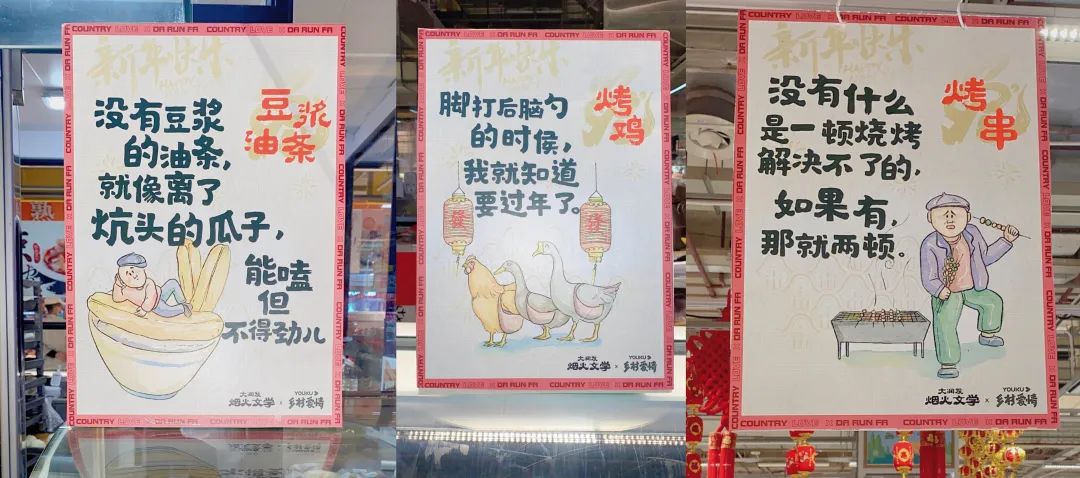 COUNTRY LOVE × DA RUN FA
新年快乐
HAPPY
豆浆
油条
没有豆浆
的油条，
就像离了
炕头的瓜子，
能嗑
但
不得劲儿
大润发
烟火文学
×
YOUKU
乡村爱情
COUNTRY LOVE × DA RUN FA
新年快乐
烤
鸡
脚打后脑勺
的时候，
我就知道
要过年了。
大润发
烟火文学
×
YOUKU
乡村爱情
COUNTRY LOVE × DA RUN FA
新年快乐
烤
串
没有什么
是一顿烧烤
解决不了的，
如果有，
那就两顿。
大润发
烟火文学
×
YOUKU
乡村爱情
熟